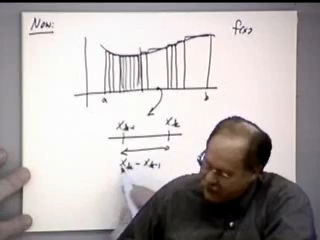 Now:
f(x)
a b
x_{k-1} x_k
x_k - x_{k-1}